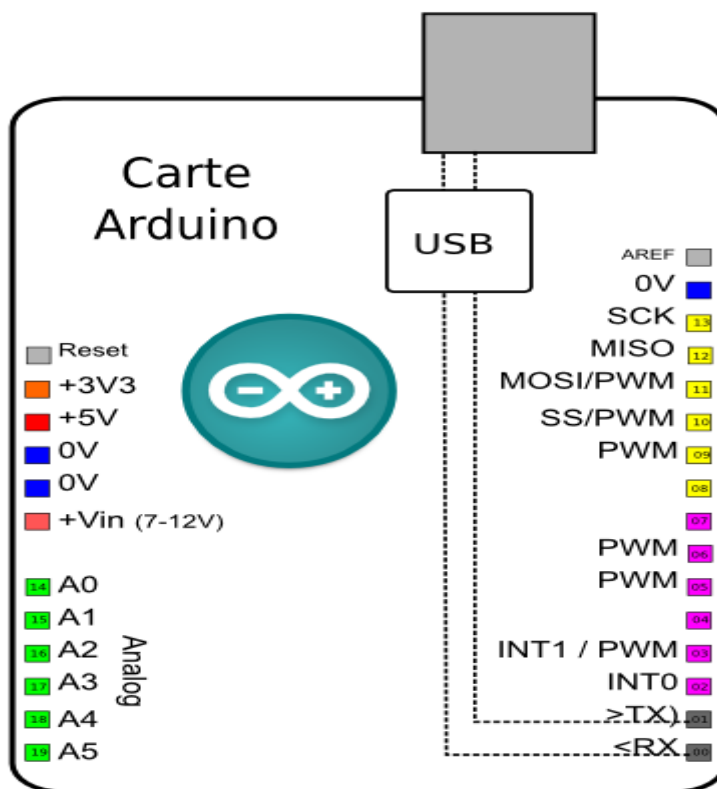 Carte
Arduino
USB
AREF
0V
SCK 13
MISO 12
MOSI/PWM 11
SS/PWM 10
PWM 09
08
07
PWM 06
PWM 05
04
INT1 / PWM 03
INT0 02
>TX) 01
<RX 00
Reset
+3V3
+5V
0V
0V
+Vin (7-12V)
14 A0
15 A1
16 A2
17 A3
18 A4
19 A5
Analog